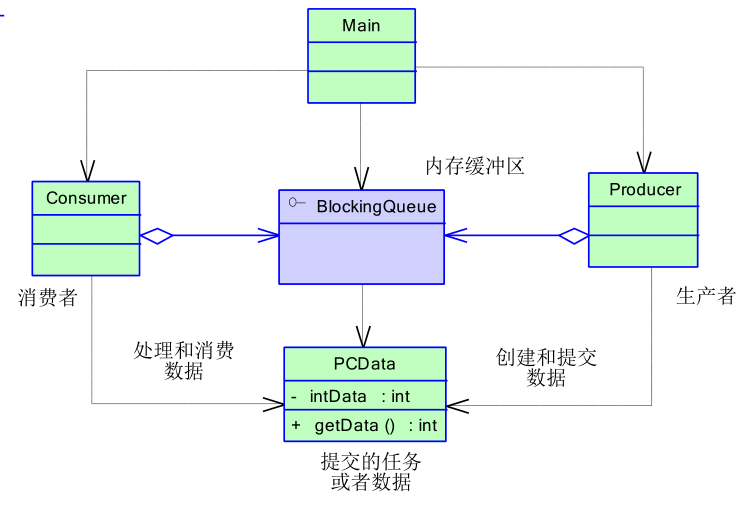 Main
内存缓冲区
Consumer
BlockingQueue
Producer
消费者
生产者
处理和消费
数据
PCData
- intData : int
+ getData () : int
创建和提交
数据
提交的任务
或者数据